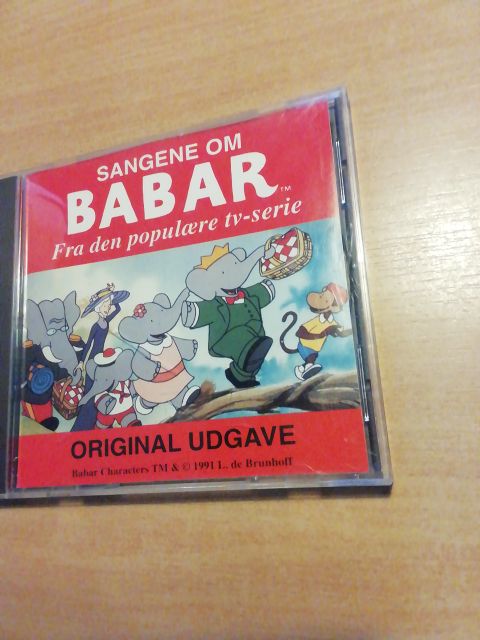 SANGENE OM
BABAR™
Fra den populære tv-serie
ORIGINAL UDGAVE
Babar Characters TM & © 1991 L. de Brunhoff